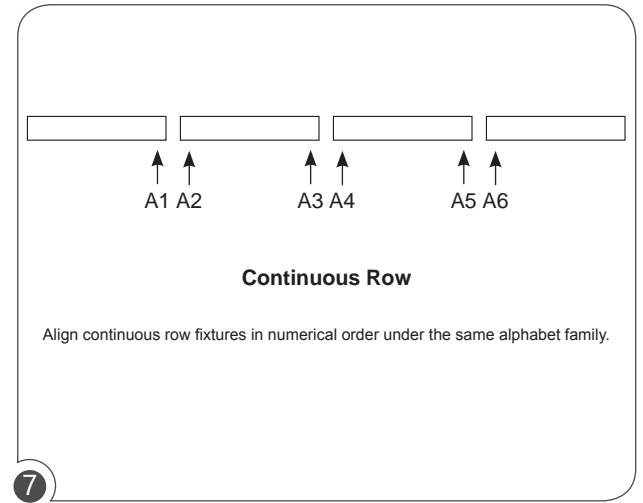 A1 A2 A3 A4 A5 A6
Continuous Row
Align continuous row fixtures in numerical order under the same alphabet family.
7